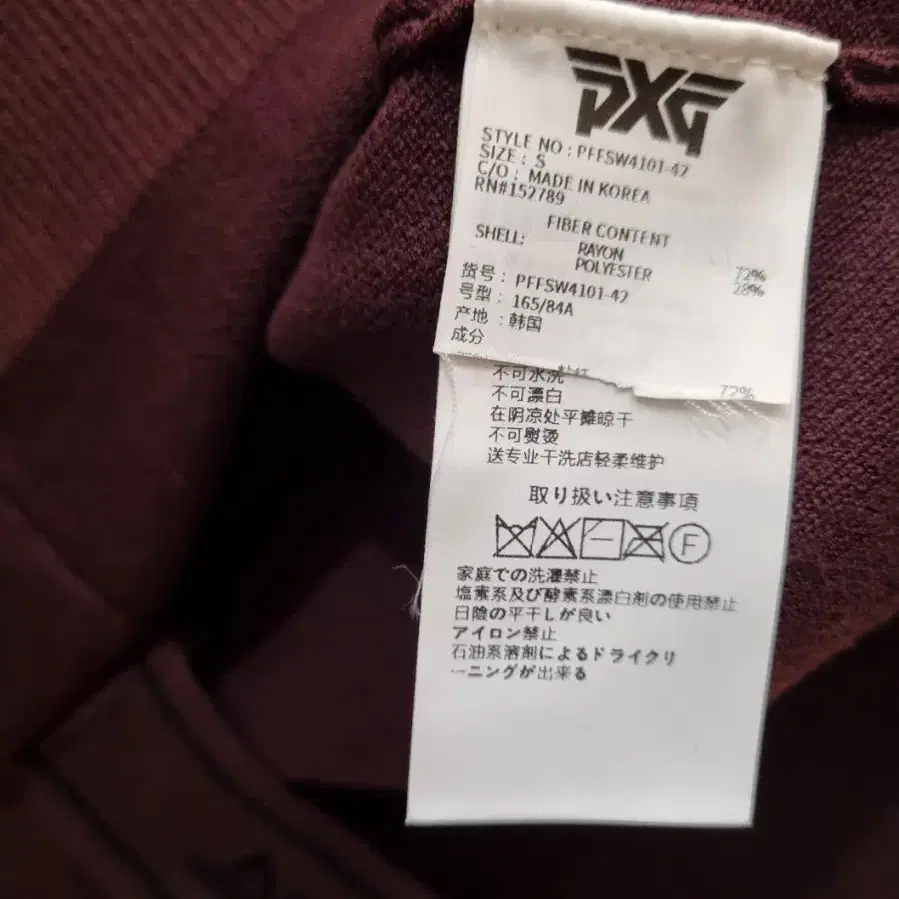 PXG
STYLE NO : PFFSW4101-42
SIZE : S
C/O : MADE IN KOREA
RN#152789
FIBER CONTENT
SHELL:
RAYON 72%
POLYESTER 28%
货号 : PFFSW4101-42
号型 : 165/84A
产地 : 韩国
成分
72%
不可水洗
不可漂白
在阴凉处平摊晾干
不可熨烫
送专业干洗店轻柔维护
取り扱い注意事項
F
家庭での洗濯禁止
塩素系及び酵素系漂白剤の使用禁止
日陰の平干しが良い
アイロン禁止
石油系溶剤によるドライクリ
ーニングが出来る